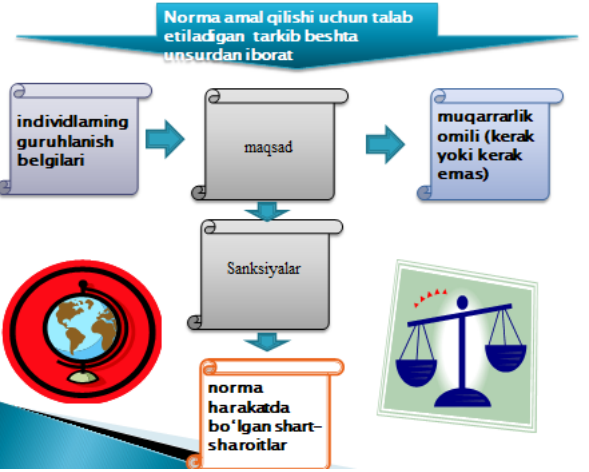 Norma amal qilishi uchun talab
etiladigan tarkib beshta
unsurdan iborat
individlarning
guruhlanish
belgilari
maqsad
muqarrarlik
omili (kerak
yoki kerak
emas)
Sanksiyalar
norma
harakatda
bo‘lgan shart-
sharoitlar